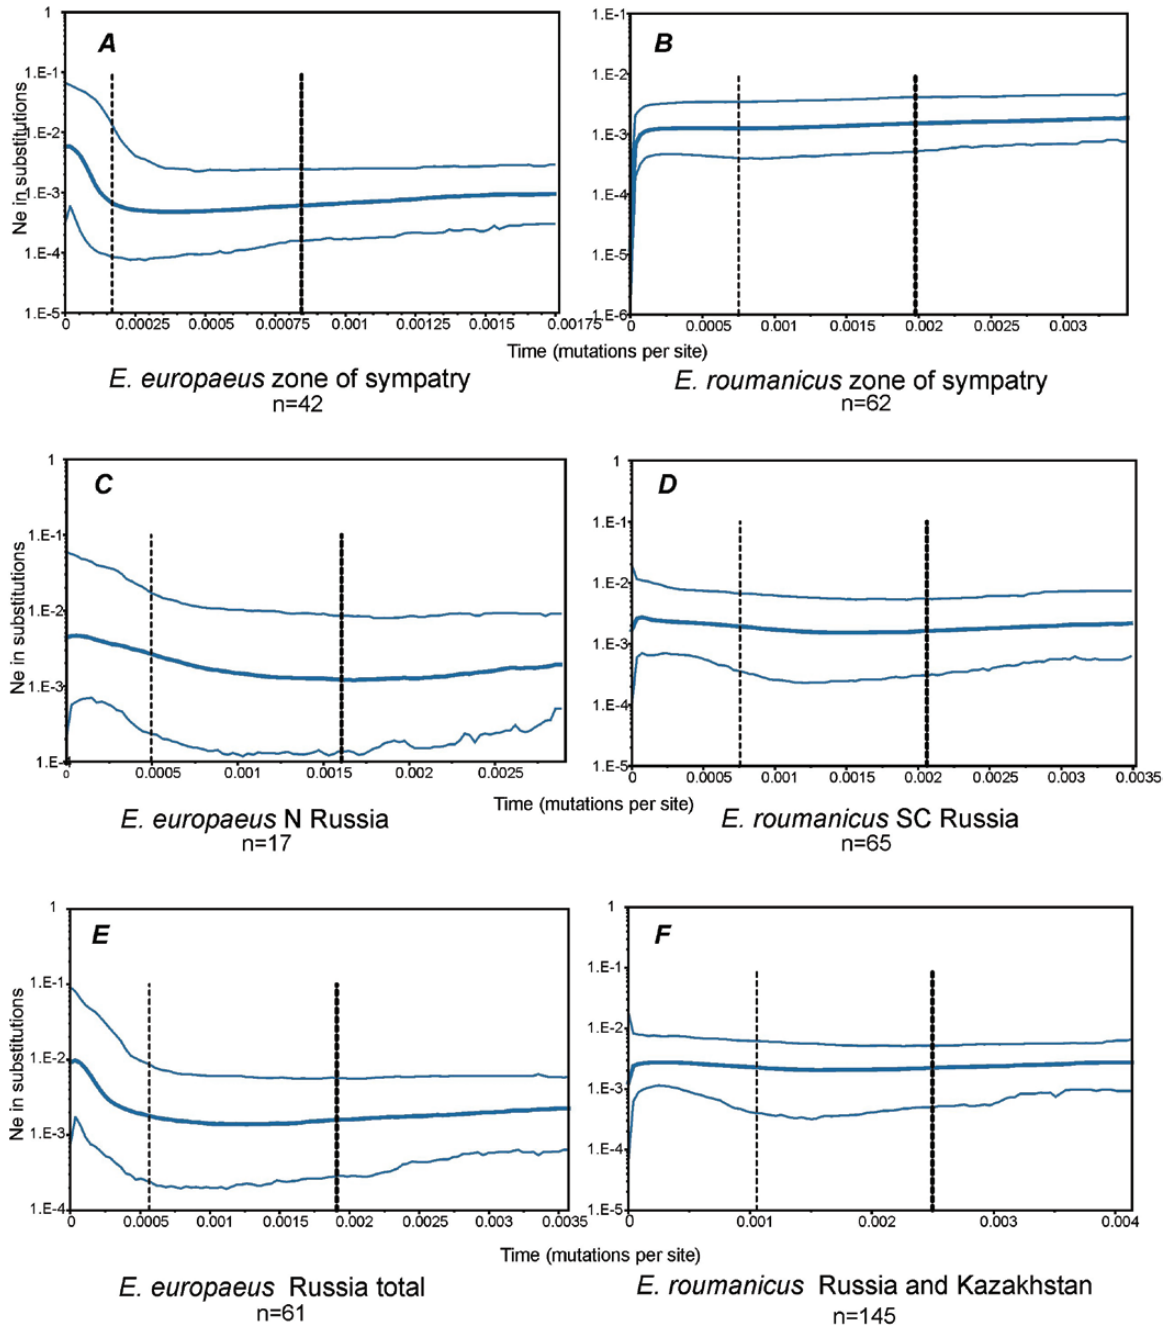 A
B
1
1.E-1
1.E-2
1.E-3
1.E-4
1.E-5
Ne in substitutions
0 0.00025 0.0005 0.00075 0.001 0.00125 0.0015 0.00175
1.E-1
1.E-2
1.E-3
1.E-4
1.E-5
1.E-6
0 0.0005 0.001 0.0015 0.002 0.0025 0.003
Time (mutations per site)
E. europaeus zone of sympatry
n=42
E. roumanicus zone of sympatry
n=62
C
D
1
1.E-1
1.E-2
1.E-3
1.E-4
Ne in substitutions
0 0.0005 0.001 0.0015 0.002 0.0025
1
1.E-1
1.E-2
1.E-3
1.E-4
1.E-5
0 0.0005 0.001 0.0015 0.002 0.0025 0.003 0.0035
Time (mutations per site)
E. europaeus N Russia
n=17
E. roumanicus SC Russia
n=65
E
F
1
1.E-1
1.E-2
1.E-3
1.E-4
Ne in substitutions
0 0.0005 0.001 0.0015 0.002 0.0025 0.003 0.0035
1
1.E-1
1.E-2
1.E-3
1.E-4
1.E-5
0 0.001 0.002 0.003 0.004
Time (mutations per site)
E. europaeus Russia total
n=61
E. roumanicus Russia and Kazakhstan
n=145